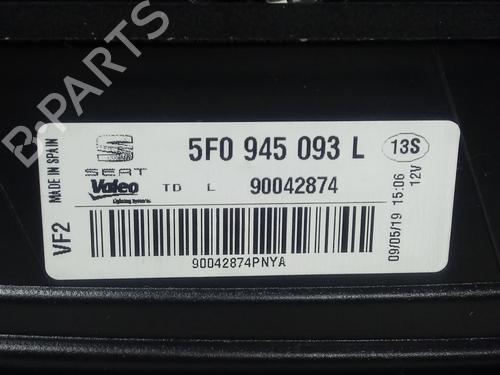 B-PARTS
MADE IN SPAIN
VF2
SEAT
5F0 945 093 L
13S
Valeo
Lighting Systems
TD L 90042874
90042874PNYA
09/05/19 15:06
12V